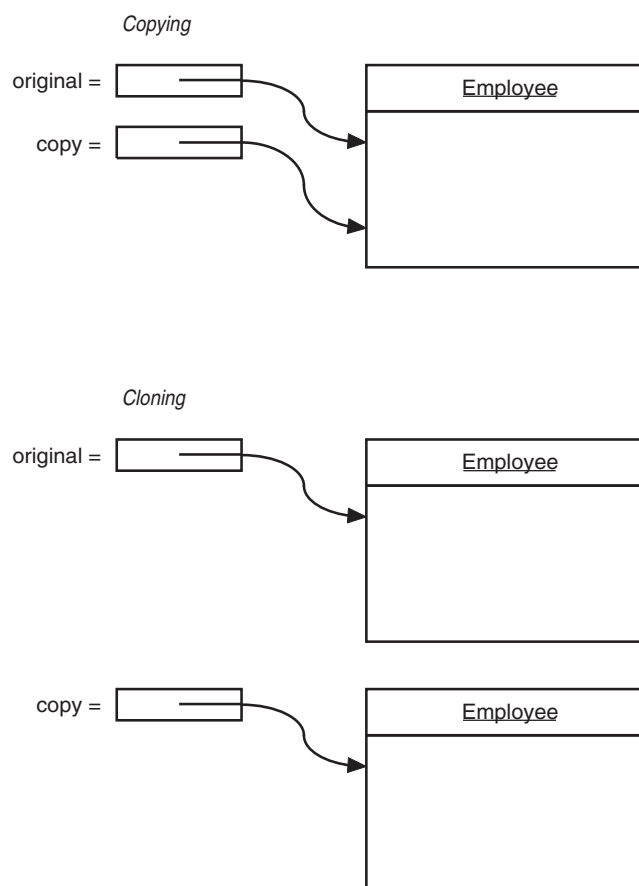 Copying
original =
Employee
copy =
Cloning
original =
Employee
copy =
Employee